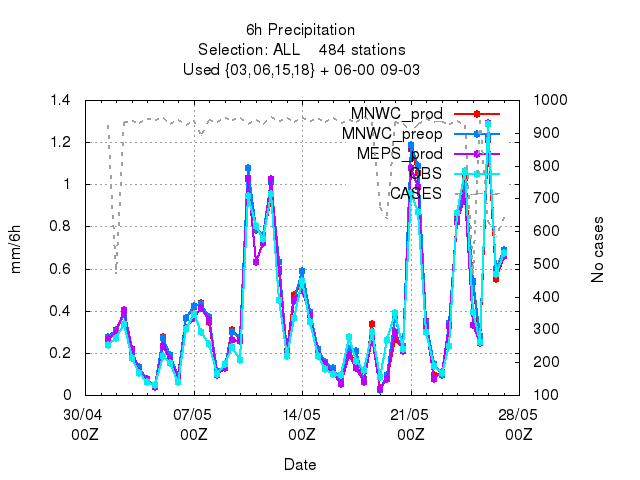 6h Precipitation
Selection: ALL    484 stations
Used {03,06,15,18} + 06-00 09-03
1.4
1.2
1
0.8
0.6
0.4
0.2
0
mm/6h
1000
900
800
700
600
500
400
300
200
100
No cases
MNWC_prod
MNWC_preop
MEPS_prod
OBS
CASES
30/04 07/05 14/05 21/05 28/05
00Z 00Z 00Z 00Z 00Z
Date